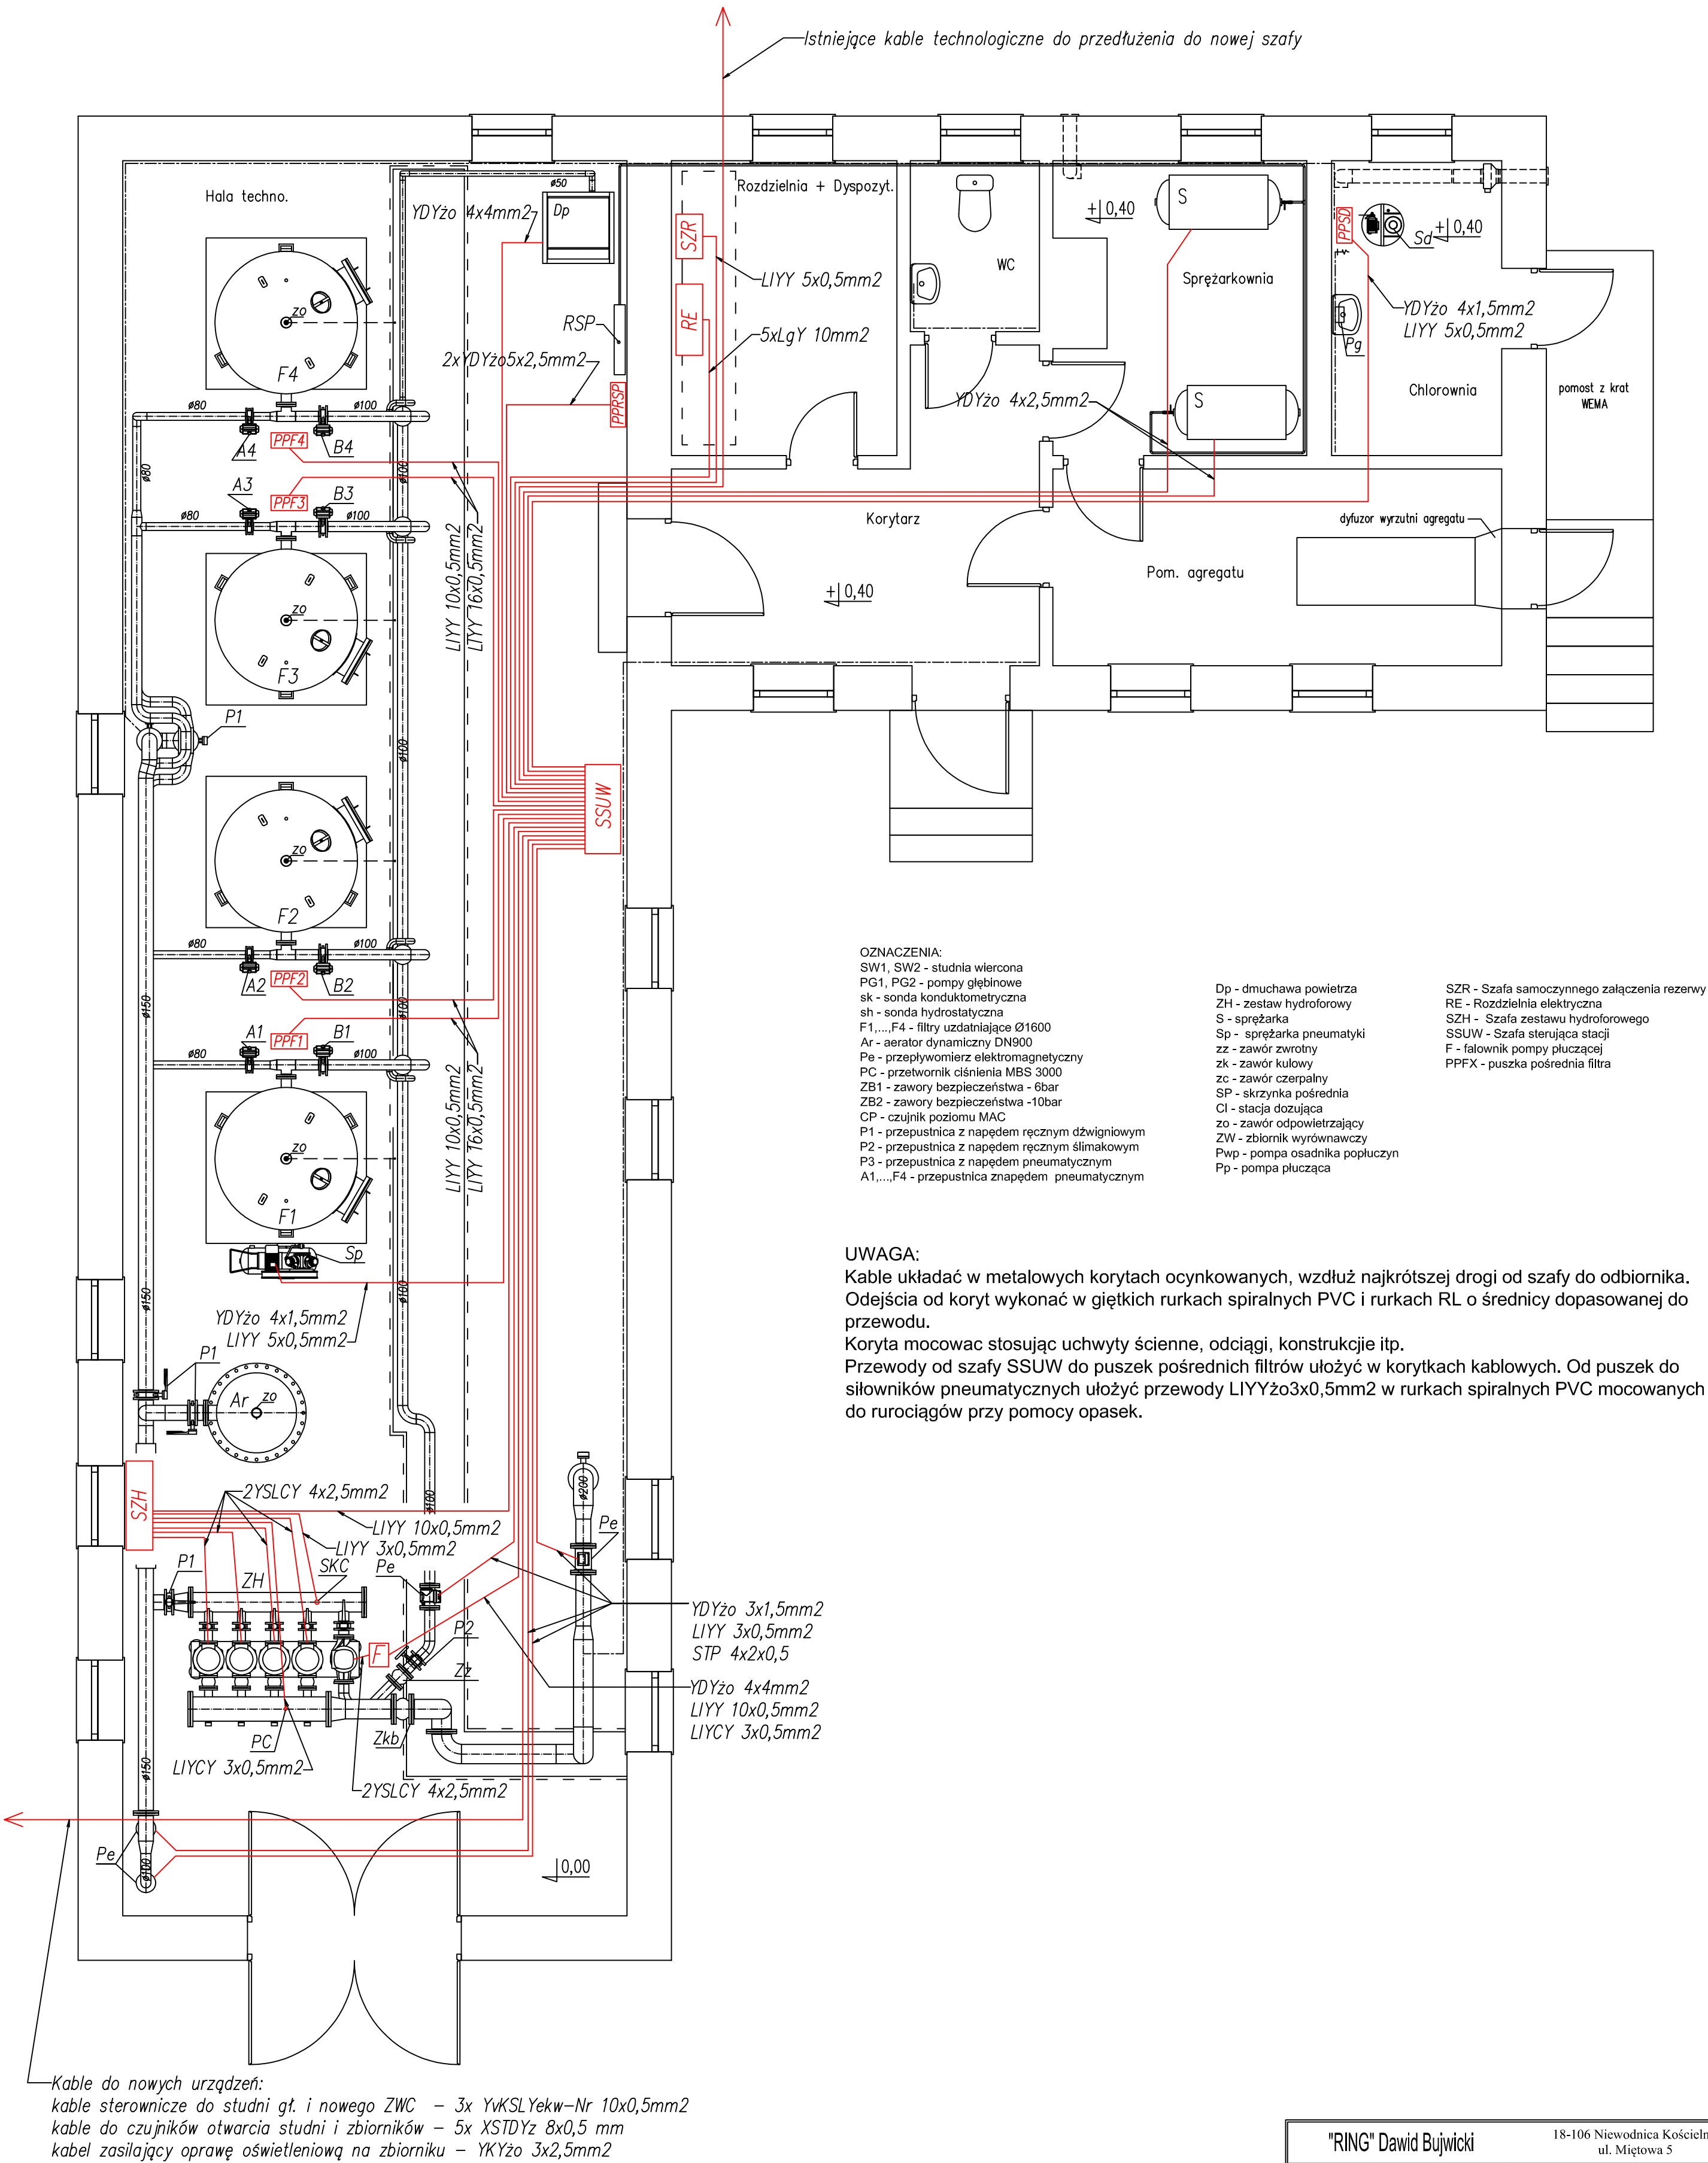 Istniejące kable technologiczne do przedłużenia do nowej szafy
Hala techno.
ø50
YDYżo 4x4mm2
Dp
Rozdzielnia + Dyspozyt.
SZR
LIYY 5x0,5mm2
RE
5xLgY 10mm2
WC
+0,40
S
Sprężarkownia
S
PPSD
Sd
+0,40
Pg
YDYżo 4x1,5mm2
LIYY 5x0,5mm2
Chlorownia
pomost z krat
WEMA
RSP
2xYDYżo5x2,5mm2
PPRSP
YDYżo 4x2,5mm2
zo
F4
ø80
ø100
A4
PPF4
B4
ø80
ø100
A3
PPF3
B3
ø80
ø100
zo
F3
LIYY 10x0,5mm2
LIYY 16x0,5mm2
Korytarz
+0,40
Pom. agregatu
dyfuzor wyrzutni agregatu
P1
ø100
SSUW
zo
F2
ø80
ø100
A2
PPF2
B2
ø150
ø100
A1
PPF1
B1
ø80
ø100
LIYY 10x0,5mm2
LIYY 16x0,5mm2
zo
F1
Sp
ø150
ø100
YDYżo 4x1,5mm2
LIYY 5x0,5mm2
P1
Ar
zo
SZH
2YSLCY 4x2,5mm2
LIYY 10x0,5mm2
LIYY 3x0,5mm2
ø100
ø200
P1
ZH
SKC
Pe
Pe
F
P2
Zz
YDYżo 3x1,5mm2
LIYY 3x0,5mm2
STP 4x2x0,5
YDYżo 4x4mm2
LIYY 10x0,5mm2
LIYCY 3x0,5mm2
PC
Zkb
LIYCY 3x0,5mm2
2YSLCY 4x2,5mm2
ø150
Pe
ø100
0,00
OZNACZENIA:
SW1, SW2 - studnia wiercona
PG1, PG2 - pompy głębinowe
sk - sonda konduktometryczna
sh - sonda hydrostatyczna
F1,...,F4 - filtry uzdatniające Ø1600
Ar - aerator dynamiczny DN900
Pe - przepływomierz elektromagnetyczny
PC - przetwornik ciśnienia MBS 3000
ZB1 - zawory bezpieczeństwa - 6bar
ZB2 - zawory bezpieczeństwa -10bar
CP - czujnik poziomu MAC
P1 - przepustnica z napędem ręcznym dźwigniowym
P2 - przepustnica z napędem ręcznym ślimakowym
P3 - przepustnica z napędem pneumatycznym
A1,...,F4 - przepustnica znapędem pneumatycznym
Dp - dmuchawa powietrza
ZH - zestaw hydroforowy
S - sprężarka
Sp - sprężarka pneumatyki
zz - zawór zwrotny
zk - zawór kulowy
zc - zawór czerpalny
SP - skrzynka pośrednia
Cl - stacja dozująca
zo - zawór odpowietrzający
ZW - zbiornik wyrównawczy
Pwp - pompa osadnika popłuczyn
Pp - pompa płucząca
SZR - Szafa samoczynnego załączenia rezerwy
RE - Rozdzielnia elektryczna
SZH - Szafa zestawu hydroforowego
SSUW - Szafa sterująca stacji
F - falownik pompy płuczącej
PPFX - puszka pośrednia filtra
UWAGA:
Kable układać w metalowych korytach ocynkowanych, wzdłuż najkrótszej drogi od szafy do odbiornika.
Odejścia od koryt wykonać w giętkich rurkach spiralnych PVC i rurkach RL o średnicy dopasowanej do
przewodu.
Koryta mocowac stosując uchwyty ścienne, odciągi, konstrukcjie itp.
Przewody od szafy SSUW do puszek pośrednich filtrów ułożyć w korytkach kablowych. Od puszek do
siłowników pneumatycznych ułożyć przewody LIYYżo3x0,5mm2 w rurkach spiralnych PVC mocowanych
do rurociągów przy pomocy opasek.
Kable do nowych urządzeń:
kable sterownicze do studni gł. i nowego ZWC – 3x YvKSLYekw-Nr 10x0,5mm2
kable do czujników otwarcia studni i zbiorników – 5x XSTDYz 8x0,5 mm
kabel zasilający oprawę oświetleniową na zbiorniku – YKYżo 3x2,5mm2
"RING" Dawid Bujwicki
18-106 Niewodnica
ul. Miętowa 5